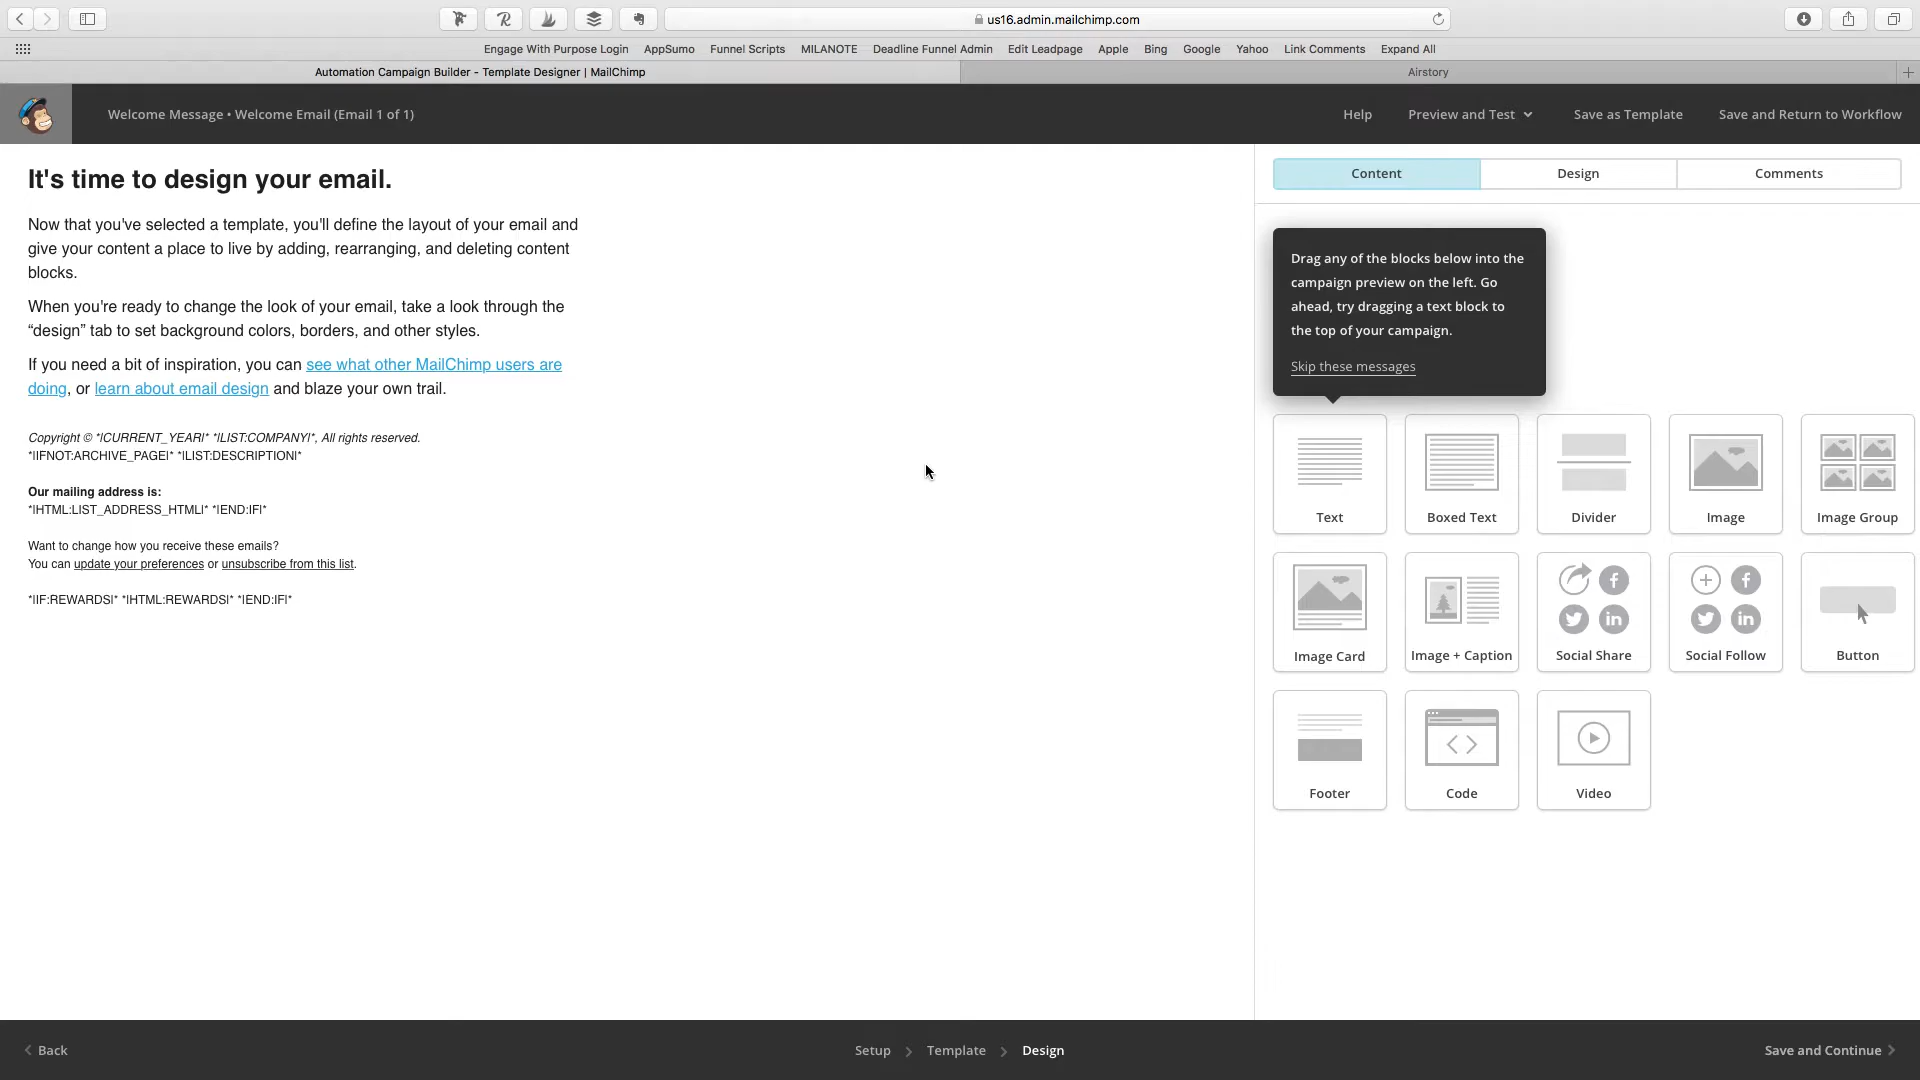 us16.admin.mailchimp.com
Engage With Purpose Login AppSumo Funnel Scripts MILANOTE Deadline Funnel Admin Edit Leadpage Apple Bing Google Yahoo Link Comments Expand All
Automation Campaign Builder - Template Designer | MailChimp
Airstory
Welcome Message • Welcome Email (Email 1 of 1)
Help
Preview and Test
Save as Template
Save and Return to Workflow
It's time to design your email.
Now that you've selected a template, you'll define the layout of your email and
give your content a place to live by adding, rearranging, and deleting content
blocks.
When you're ready to change the look of your email, take a look through the
“design” tab to set background colors, borders, and other styles.
If you need a bit of inspiration, you can see what other MailChimp users are
doing, or learn about email design and blaze your own trail.
Copyright © *|CURRENT_YEAR|* *|LIST:COMPANY|*, All rights reserved.
*|IFNOT:ARCHIVE_PAGE|* *|LIST:DESCRIPTION|*
Our mailing address is:
*|HTML:LIST_ADDRESS_HTML|* *|END:IF|*
Want to change how you receive these emails?
You can update your preferences or unsubscribe from this list.
*|IF:REWARDS|* *|HTML:REWARDS|* *|END:IF|*
Content
Design
Comments
Drag any of the blocks below into the
campaign preview on the left. Go
ahead, try dragging a text block to
the top of your campaign.
Skip these messages
Text
Boxed Text
Divider
Image
Image Group
Image Card
Image + Caption
Social Share
Social Follow
Button
Footer
Code
Video
Back
Setup
Template
Design
Save and Continue